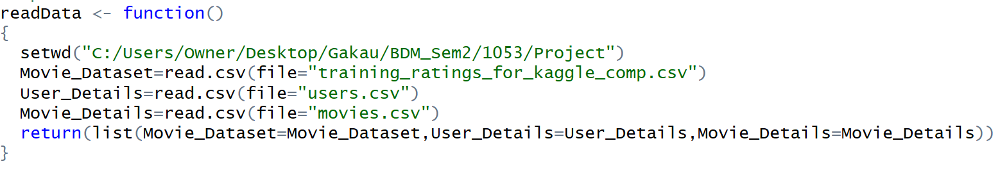 readData <- function()
{
  setwd("C:/Users/Owner/Desktop/Gakau/BDM_Sem2/1053/Project")
  Movie_Dataset=read.csv(file="training_ratings_for_kaggle_comp.csv")
  User_Details=read.csv(file="users.csv")
  Movie_Details=read.csv(file="movies.csv")
  return(list(Movie_Dataset=Movie_Dataset,User_Details=User_Details,Movie_Details=Movie_Details))
}